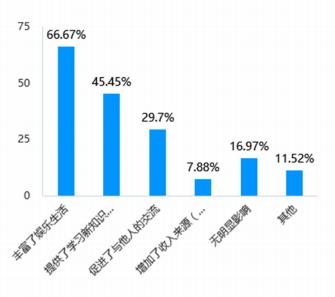 75
50
25
0
66.67%
45.45%
29.7%
7.88%
16.97%
11.52%
丰富了娱乐生活
提供了学习新知识...
促进了与他人的交流
增加了收入来源（...
无明显影响
其他